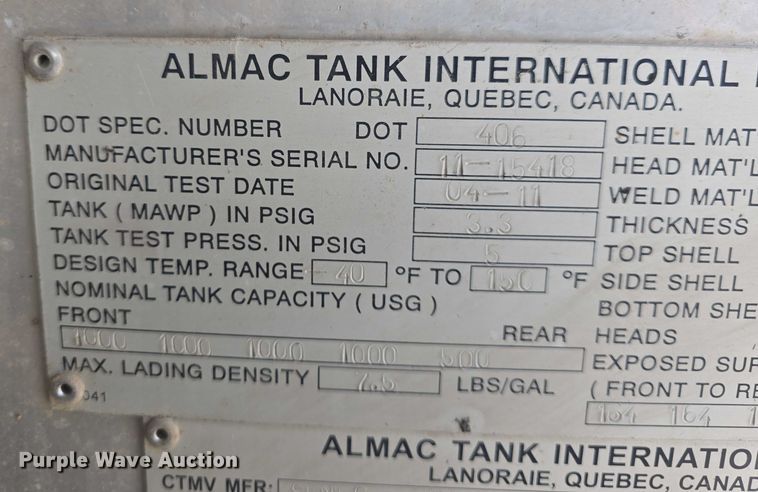 ALMAC TANK INTERNATIONAL
LANORAIE, QUEBEC, CANADA.
DOT SPEC. NUMBER DOT 406 SHELL MAT
MANUFACTURER'S SERIAL NO. 11-15418 HEAD MAT'L
ORIGINAL TEST DATE 04-11 WELD MAT'L
TANK ( MAWP ) IN PSIG 3.3 THICKNESS
TANK TEST PRESS. IN PSIG 5 TOP SHELL
DESIGN TEMP. RANGE -40 °F TO 150 °F SIDE SHELL
NOMINAL TANK CAPACITY ( USG ) BOTTOM SHE
FRONT REAR HEADS
1000 1000 1000 1000 500 EXPOSED SUR
MAX. LADING DENSITY LBS/GAL ( FRONT TO RE
041 164 164 1
ALMAC TANK INTERNATIO
LANORAIE, QUEBEC, CANAD
CTMV MFR:
Purple Wave Auction